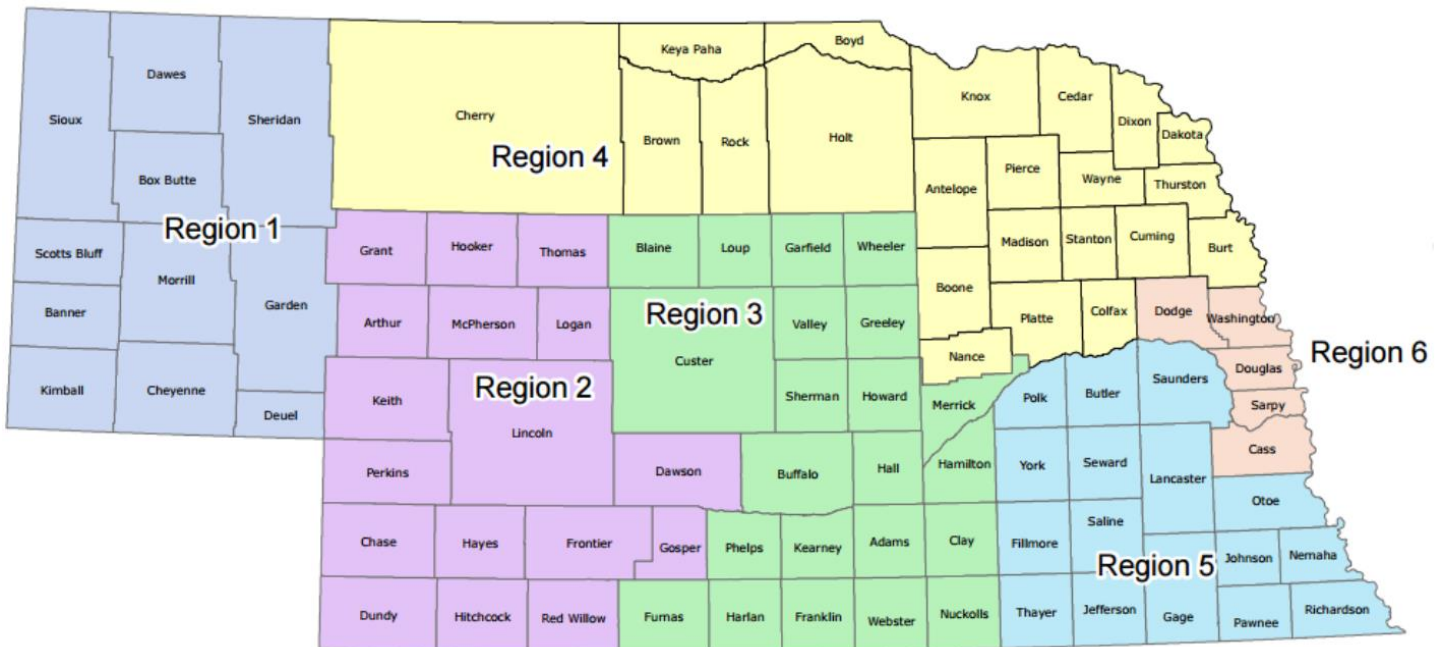 Keya Paha
Boyd
Dawes
Sioux
Sheridan
Cherry
Brown
Rock
Holt
Knox
Cedar
Dixon
Dakota
Region 4
Box Butte
Antelope
Pierce
Wayne
Thurston
Region 1
Scotts Bluff
Morrill
Grant
Hooker
Thomas
Blaine
Loup
Garfield
Wheeler
Madison
Stanton
Cuming
Burt
Banner
Garden
Arthur
McPherson
Logan
Region 3
Custer
Valley
Greeley
Boone
Platte
Colfax
Dodge
Washington
Nance
Region 6
Douglas
Kimball
Cheyenne
Deuel
Keith
Region 2
Lincoln
Sherman
Howard
Merrick
Polk
Butler
Saunders
Sarpy
Cass
Perkins
Dawson
Buffalo
Hall
Hamilton
York
Seward
Lancaster
Otoe
Chase
Hayes
Frontier
Gosper
Phelps
Kearney
Adams
Clay
Fillmore
Saline
Region 5
Johnson
Nemaha
Dundy
Hitchcock
Red Willow
Furnas
Harlan
Franklin
Webster
Nuckolls
Thayer
Jefferson
Gage
Pawnee
Richardson